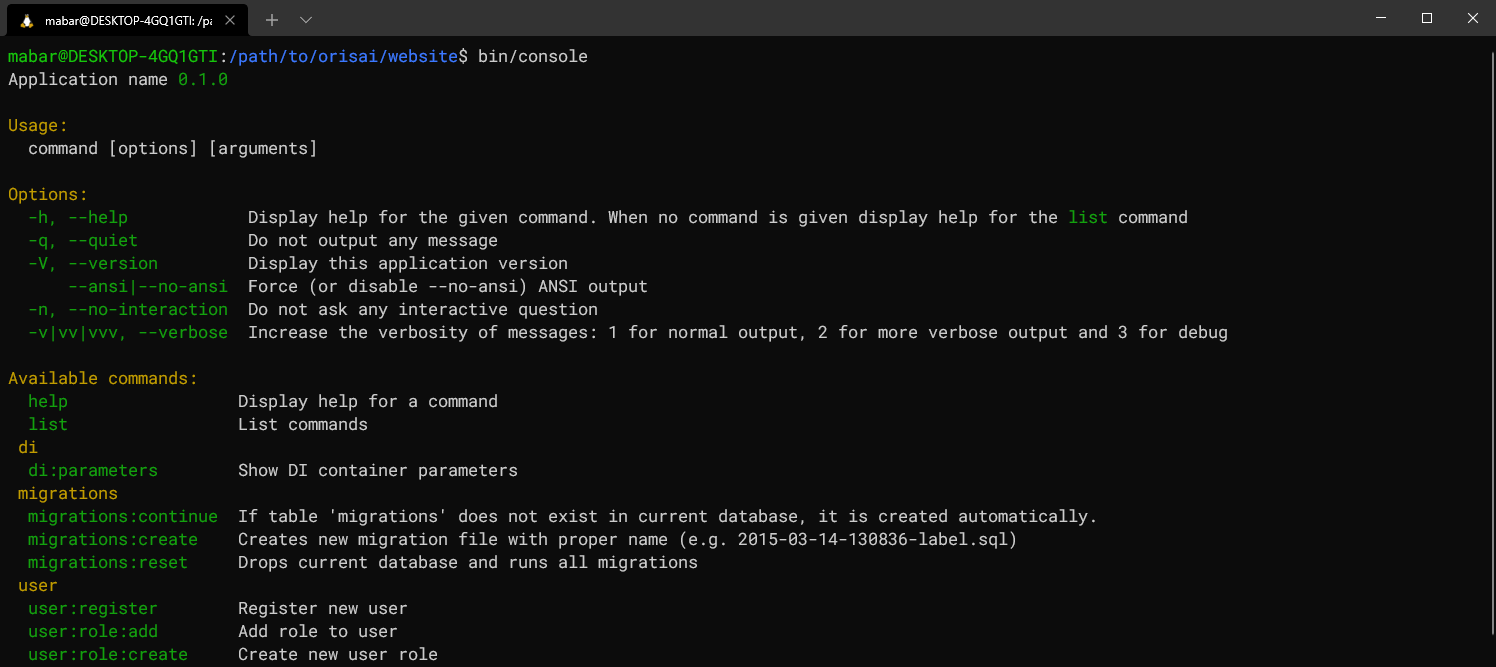 mabar@DESKTOP-4GQ1GTI: /pa
mabar@DESKTOP-4GQ1GTI:/path/to/orisai/website$ bin/console
Application name 0.1.0
Usage:
command [options] [arguments]
Options:
-h, --help Display help for the given command. When no command is given display help for the list command
-q, --quiet Do not output any message
-V, --version Display this application version
--ansi|--no-ansi Force (or disable --no-ansi) ANSI output
-n, --no-interaction Do not ask any interactive question
-v|vv|vvv, --verbose Increase the verbosity of messages: 1 for normal output, 2 for more verbose output and 3 for debug
Available commands:
help Display help for a command
list List commands
di
di:parameters Show DI container parameters
migrations
migrations:continue If table 'migrations' does not exist in current database, it is created automatically.
migrations:create Creates new migration file with proper name (e.g. 2015-03-14-130836-label.sql)
migrations:reset Drops current database and runs all migrations
user
user:register Register new user
user:role:add Add role to user
user:role:create Create new user role